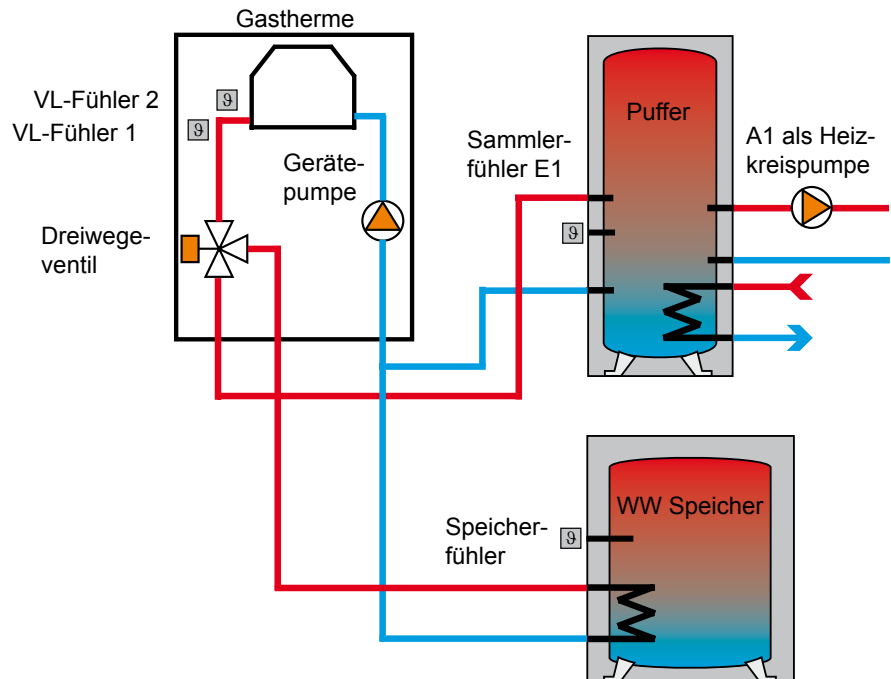 Gastherme
VL-Fühler 2
VL-Fühler 1
ϑ
ϑ
Geräte-
pumpe
Dreiwege-
ventil
Sammler-
fühler E1
ϑ
Puffer
A1 als Heiz-
kreispumpe
Speicher-
fühler
ϑ
WW Speicher